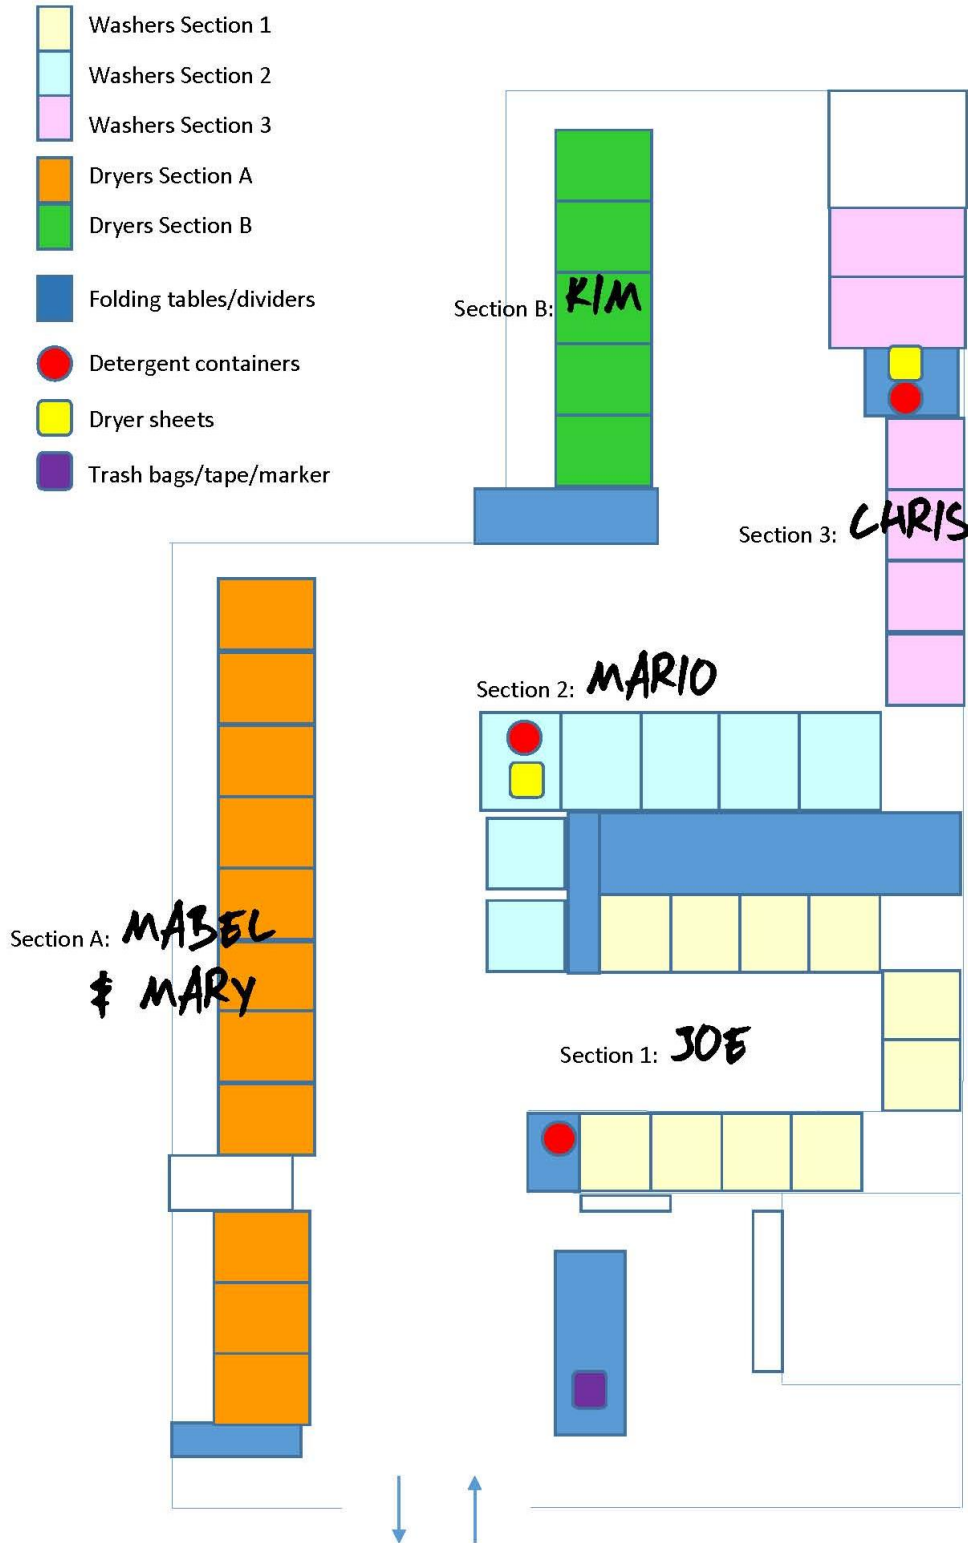 Washers Section 1
Washers Section 2
Washers Section 3
Dryers Section A
Dryers Section B
Folding tables/dividers
Detergent containers
Dryer sheets
Trash bags/tape/marker
Section B: KIM
Section 3: CHRIS
Section 2: MARIO
Section A: MABEL
& MARY
Section 1: JOE